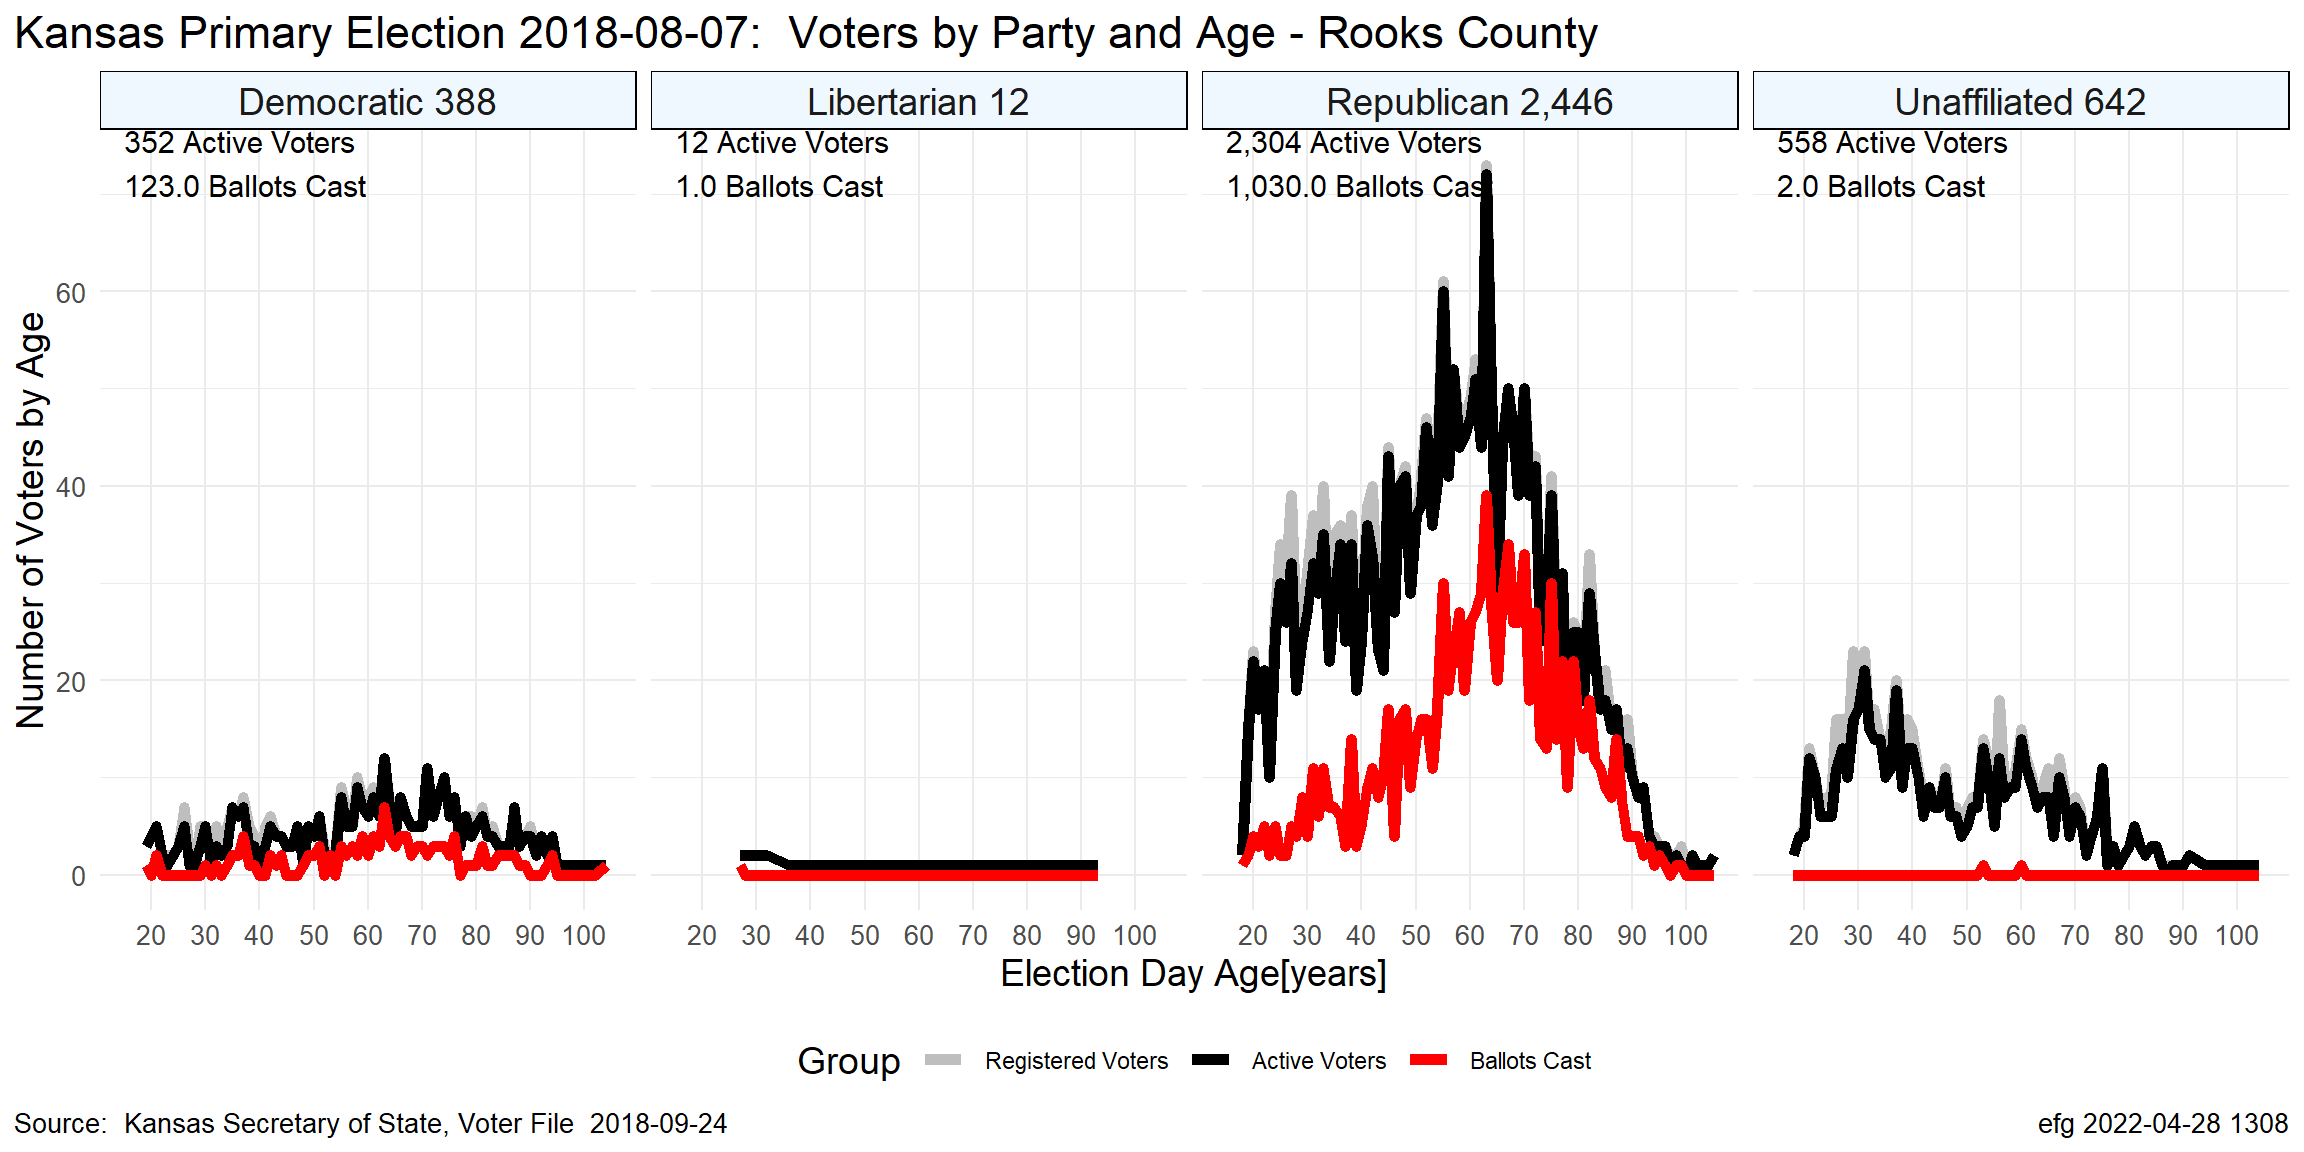 Kansas Primary Election 2018-08-07:  Voters by Party and Age - Rooks County
Democratic 388
Libertarian 12
Republican 2,446
Unaffiliated 642
352 Active Voters
123.0 Ballots Cast
12 Active Voters
1.0 Ballots Cast
2,304 Active Voters
1,030.0 Ballots Cast
558 Active Voters
2.0 Ballots Cast
Number of Voters by Age
60
40
20
0
20 30 40 50 60 70 80 90 100
20 30 40 50 60 70 80 90 100
20 30 40 50 60 70 80 90 100
20 30 40 50 60 70 80 90 100
Election Day Age[years]
Group Registered Voters Active Voters Ballots Cast
Source:  Kansas Secretary of State, Voter File  2018-09-24
efg 2022-04-28 1308